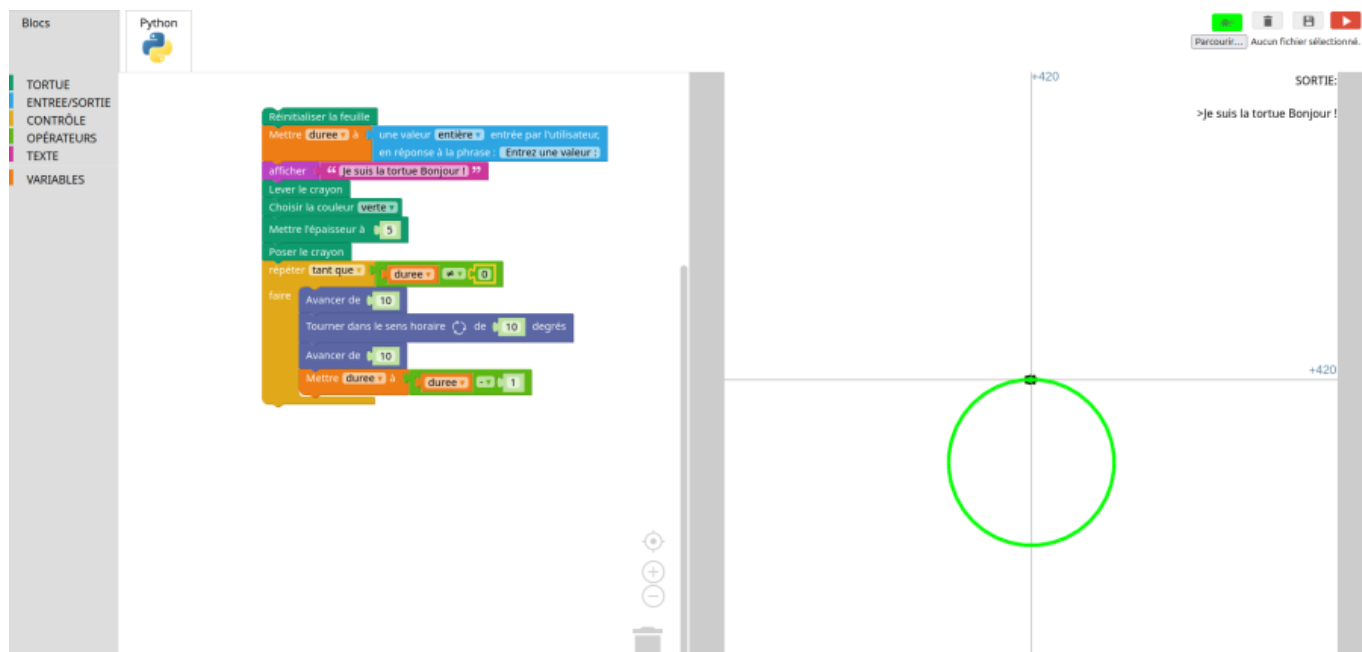 Blocs
Python
Parcourir... Aucun fichier sélectionné.
TORTUE
ENTREE/SORTIE
CONTRÔLE
OPÉRATEURS
TEXTE
VARIABLES
Réinitialiser la feuille
Mettre duree à une valeur entière entrée par l'utilisateur,
en réponse à la phrase : Entrez une valeur :
afficher “ Je suis la tortue Bonjour ! ”
Lever le crayon
Choisir la couleur verte
Mettre l'épaisseur à 5
Poser le crayon
répéter tant que duree ≠ 0
faire Avancer de 10
Tourner dans le sens horaire de 10 degrés
Avancer de 10
Mettre duree à duree - 1
+420
SORTIE:
>Je suis la tortue Bonjour !
+420